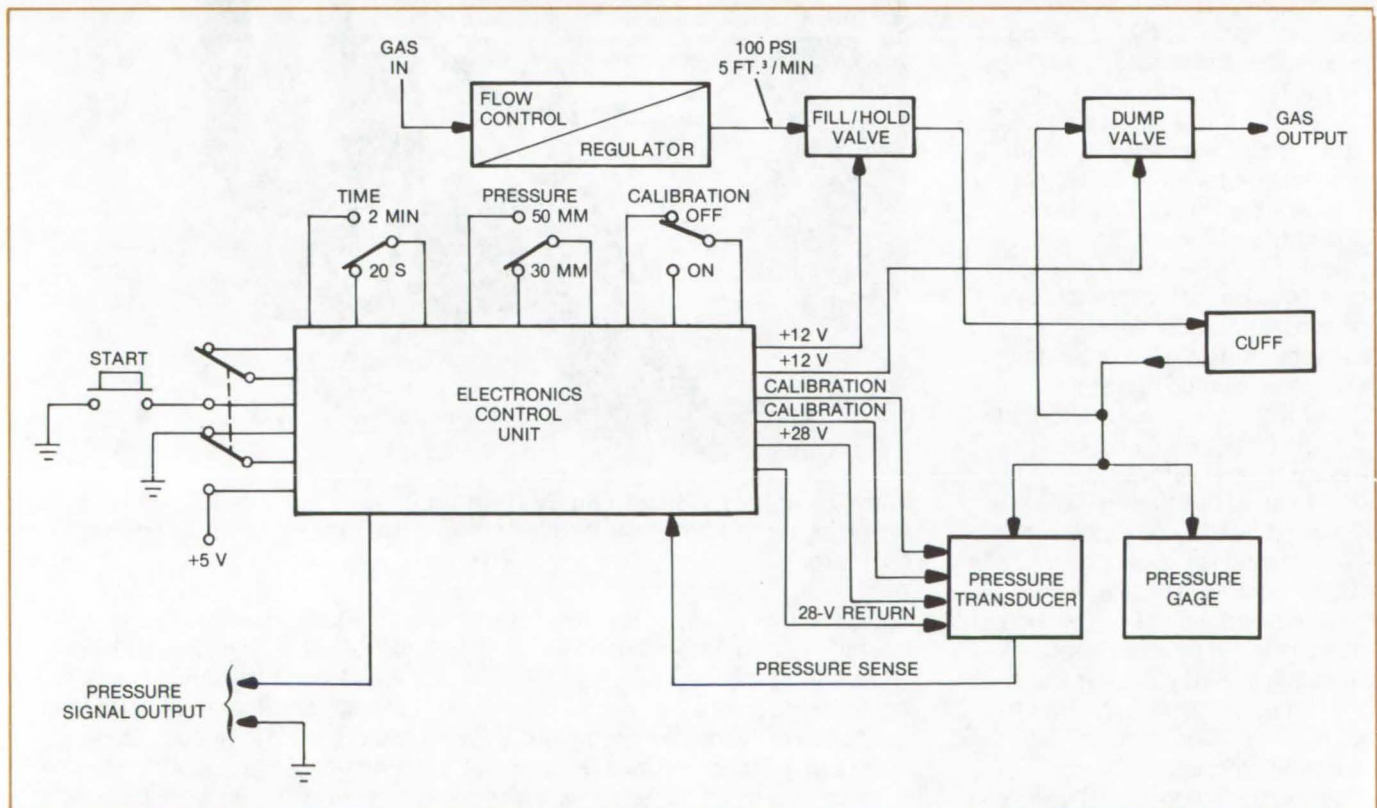 GAS
IN
100 PSI
5 FT.³/MIN
FLOW
CONTROL
REGULATOR
FILL/HOLD
VALVE
DUMP
VALVE
GAS
OUTPUT
TIME
2 MIN
20 S
PRESSURE
50 MM
30 MM
CALIBRATION
OFF
ON
CUFF
START
+5 V
ELECTRONICS
CONTROL
UNIT
+12 V
+12 V
CALIBRATION
CALIBRATION
+28 V
28-V RETURN
PRESSURE
TRANSDUCER
PRESSURE
GAGE
PRESSURE SENSE
PRESSURE
SIGNAL OUTPUT